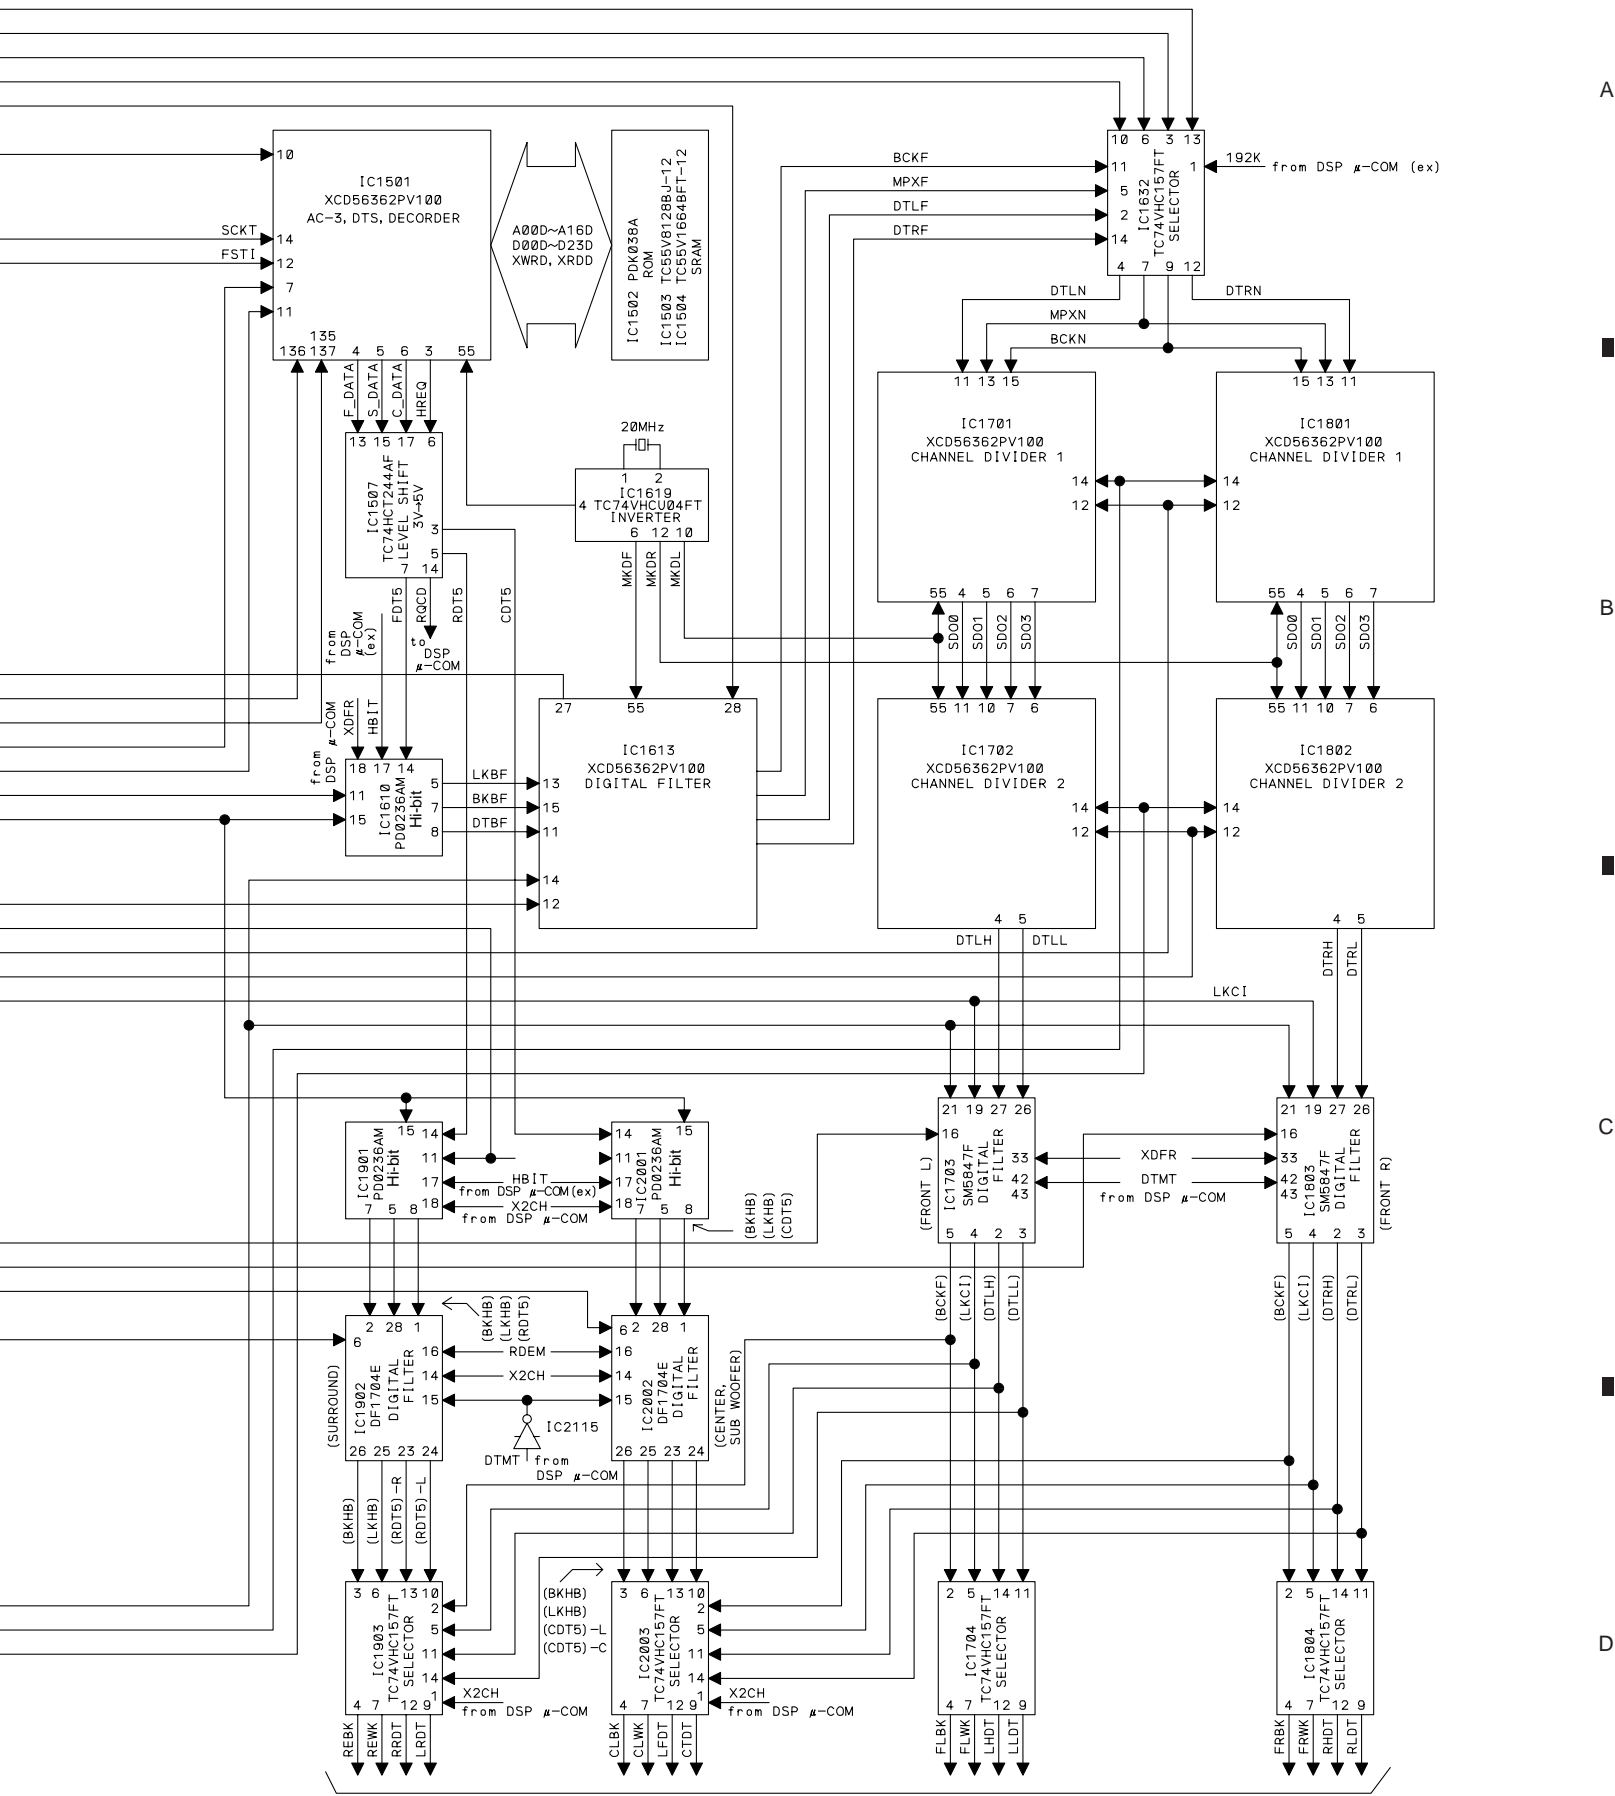 A
10 6 3 13
BCKF
11
192K
1
from DSP μ-COM (ex)
MPXF
5
DTLF
2
DTRF
14
IC1632
TC74VHC157FT
SELECTOR
4 7 9 12
10
IC1501
XCD56362PV100
AC-3, DTS, DECORDER
SCKT
14
FSTI
12
7
11
135
136 137 4 5 6 3 55
A00D~A16D
D00D~D23D
XWRD, XRDD
IC1502 PDK038A
ROM
IC1503 TC55V8128BJ-12
IC1504 TC55V1664BFT-12
SRAM
DTLN
DTRN
MPXN
BCKN
F_DATA
S_DATA
C_DATA
HREQ
13 15 17 6
IC1507
TC74HCT244AF
LEVEL SHIFT
3V→5V
3
5
7 14
20MHz
1 2
IC1619
4 TC74VHCU04FT
INVERTER
6 12 10
MKDF
MKDR
MKDL
11 13 15
IC1701
XCD56362PV100
CHANNEL DIVIDER 1
14
12
55 4 5 6 7
15 13 11
IC1801
XCD56362PV100
CHANNEL DIVIDER 1
14
12
55 4 5 6 7
B
SDO0
SDO1
SDO2
SDO3
SDO0
SDO1
SDO2
SDO3
FDT5
RQCD
RDT5
CDT5
from
DSP
μ-COM
(ex)
to
DSP
μ-COM
from
DSP μ-COM
XDFR
HBIT
18 17 14
11
15
IC1610
PD0236AM
Hi-bit
5
7
8
LKBF
BKBF
DTBF
27 55 28
IC1613
XCD56362PV100
DIGITAL FILTER
13
15
11
14
12
55 11 10 7 6
IC1702
XCD56362PV100
CHANNEL DIVIDER 2
14
12
4 5
DTLH
DTLL
55 11 10 7 6
IC1802
XCD56362PV100
CHANNEL DIVIDER 2
14
12
4 5
DTRH
DTRL
LKCI
C
15
14
11
17
18
IC1901
PD0236AM
Hi-bit
7 5 8
HBIT
from DSP μ-COM(ex)
X2CH
from DSP μ-COM
14
15
11
17
18
IC2001
PD0236AM
Hi-bit
7 5 8
(BKHB)
(LKHB)
(CDT5)
21 19 27 26
16
33
42
43
(FRONT L)
IC1703
SM5847F
DIGITAL
FILTER
5 4 2 3
XDFR
DTMT
from DSP μ-COM
21 19 27 26
16
33
42
43
IC1803
SM5847F
DIGITAL
FILTER
(FRONT R)
5 4 2 3
(BCKF)
(LKCI)
(DTLH)
(DTLL)
(BCKF)
(LKCI)
(DTRH)
(DTRL)
(BKHB)
(LKHB)
(RDT5)
2 28 1
6
16
14
15
(SURROUND)
IC1902
DF1704E
DIGITAL
FILTER
26 25 23 24
RDEM
X2CH
IC2115
DTMT from
DSP μ-COM
6 2 28 1
16
14
15
IC2002
DF1704E
DIGITAL
FILTER
(CENTER,
SUB WOOFER)
26 25 23 24
(BKHB)
(LKHB)
(RDT5)-R
(RDT5)-L
(BKHB)
(LKHB)
(CDT5)-L
(CDT5)-C
3 6 13 10
2
5
11
14
1
IC1903
TC74VHC157FT
SELECTOR
4 7 12 9
X2CH
from DSP μ-COM
3 6 13 10
2
5
11
14
1
IC2003
TC74VHC157FT
SELECTOR
4 7 12 9
X2CH
from DSP μ-COM
2 5 14 11
IC1704
TC74VHC157FT
SELECTOR
4 7 12 9
2 5 14 11
IC1804
TC74VHC157FT
SELECTOR
4 7 12 9
D
REBK
REWK
RRDT
LRDT
CLBK
CLWK
LFDT
CTDT
FLBK
FLWK
LHDT
LLDT
FRBK
FRWK
RHDT
RLDT